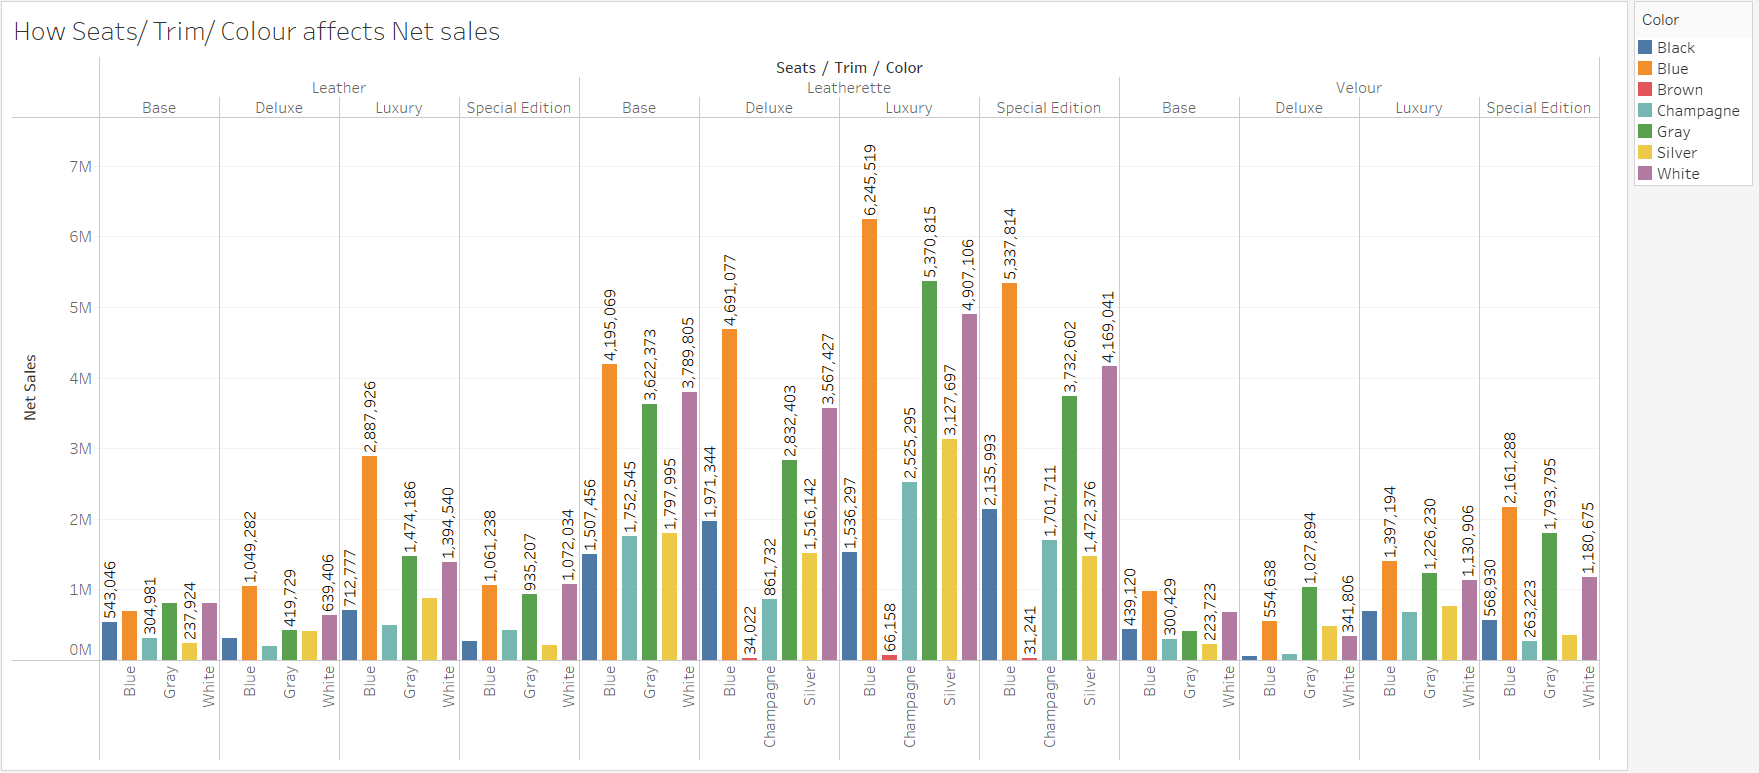 How Seats/ Trim/ Colour affects Net sales
Seats / Trim / Color
Leather
Leatherette
Velour
Base
Deluxe
Luxury
Special Edition
Base
Deluxe
Luxury
Special Edition
Base
Deluxe
Luxury
Special Edition
Net Sales
7M
6M
5M
4M
3M
2M
1M
0M
543,046
304,981
237,924
1,049,282
419,729
639,406
712,777
2,887,926
1,474,186
1,394,540
1,061,238
935,207
1,072,034
1,507,456
4,195,069
1,752,545
3,622,373
1,797,995
3,789,805
1,971,344
4,691,077
34,022
861,732
2,832,403
1,516,142
3,567,427
1,536,297
6,245,519
66,158
2,525,295
5,370,815
3,127,697
4,907,106
2,135,993
5,337,814
31,241
1,701,711
3,732,602
1,472,376
4,169,041
439,120
300,429
223,723
554,638
1,027,894
341,806
1,397,194
1,226,230
1,130,906
568,930
2,161,288
263,223
1,793,795
1,180,675
Blue
Gray
White
Blue
Gray
White
Blue
Gray
White
Blue
Gray
White
Blue
Gray
White
Blue
Champagne
Silver
Blue
Champagne
Silver
Blue
Champagne
Silver
Blue
Gray
White
Blue
Gray
White
Blue
Gray
White
Blue
Gray
White
Color
Black
Blue
Brown
Champagne
Gray
Silver
White